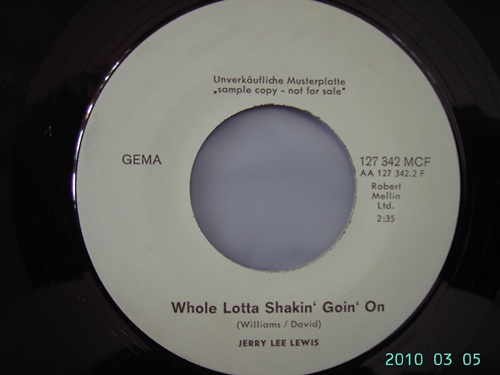 Unverkäufliche Musterplatte
„sample copy - not for sale"
GEMA
127 342 MCF
AA 127 342.2 F
Robert
Mellin
Ltd.
2:35
Whole Lotta Shakin' Goin' On
(Williams / David)
JERRY LEE LEWIS
2010 03 05